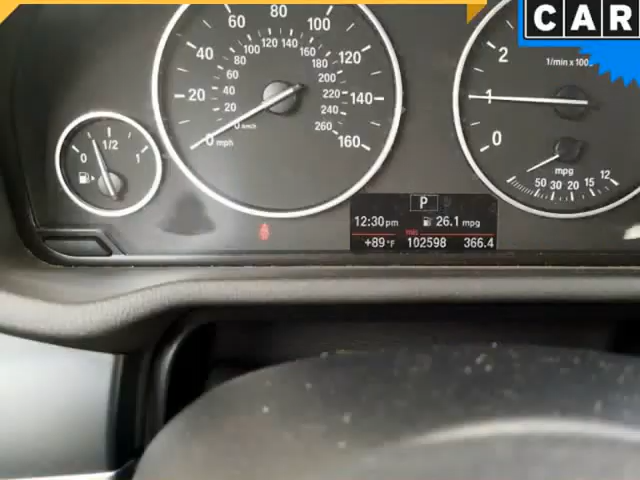 CAR
0 1/2 1
0 20 40 60 80 100 120 140 160
mph
0 20 40 60 80 100 120 140 160 180 200 220 240 260
km/h
0 1 2
1/min x 100
mpg
50 30 20 15 12
P
12:30 pm 26.1 mpg
miles
+89 °F 102598 366.4